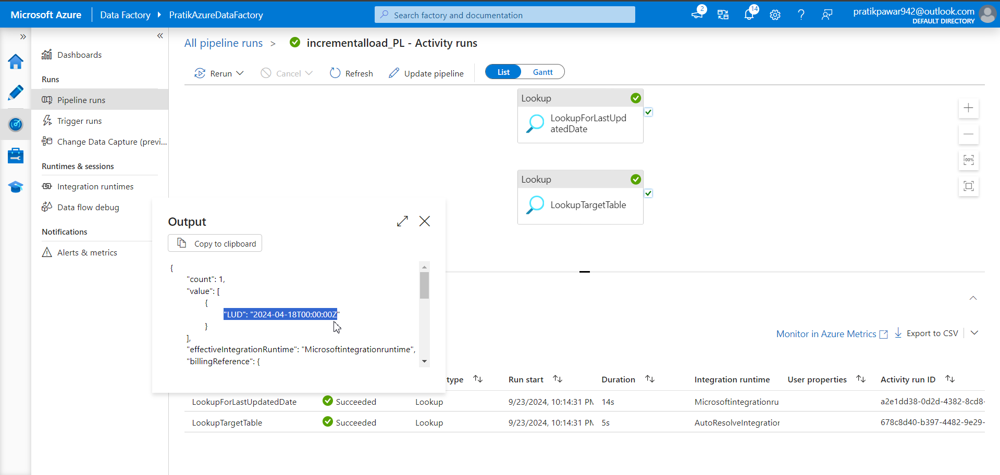 Microsoft Azure
Data Factory
PratikAzureDataFactory
Search factory and documentation
2
14
pratikpawar942@outlook.com
DEFAULT DIRECTORY
Dashboards
Runs
Pipeline runs
Trigger runs
Change Data Capture (previ...
Runtimes & sessions
Integration runtimes
Data flow debug
Notifications
Alerts & metrics
All pipeline runs > incrementalload_PL - Activity runs
Rerun
Cancel
Refresh
Update pipeline
List
Gantt
Lookup
LookupForLastUpd
atedDate
Lookup
LookupTargetTable
100%
Output
Copy to clipboard
{
"count": 1,
"value": [
{
"LUD": "2024-04-18T00:00:00Z"
}
],
"effectiveIntegrationRuntime": "Microsoftintegrationruntime",
"billingReference": {
Monitor in Azure Metrics
Export to CSV
type
Run start
Duration
Integration runtime
User properties
Activity run ID
LookupForLastUpdatedDate Succeeded Lookup 9/23/2024, 10:14:31 PM 14s Microsoftintegrationru a2e1dd38-0d2d-4382-8cd8-
LookupTargetTable Succeeded Lookup 9/23/2024, 10:14:31 PM 5s AutoResolveIntegration 678c8d40-b397-4482-9e29-